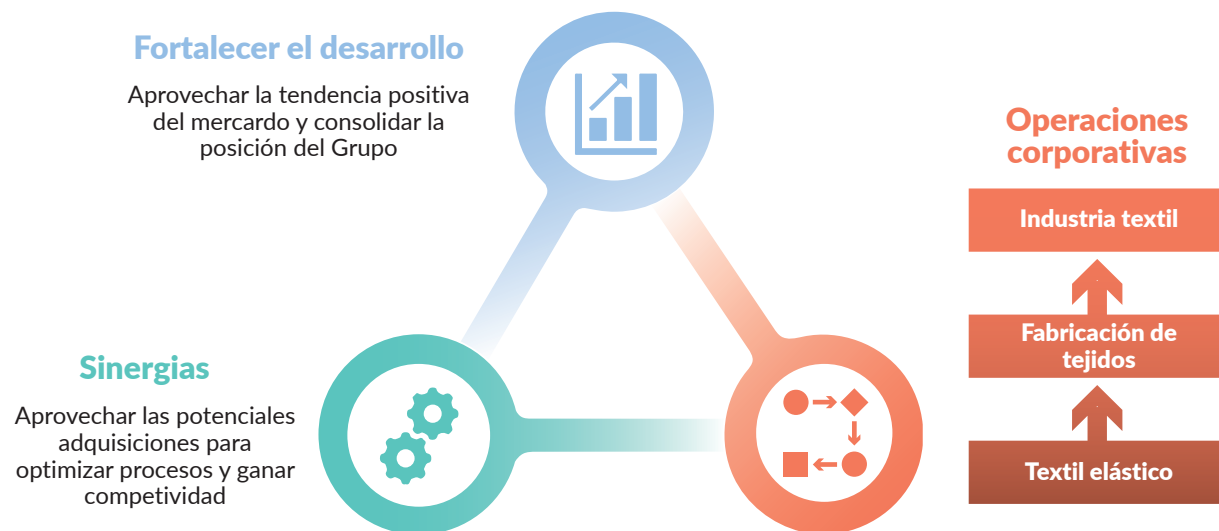 Fortalecer el desarrollo
Aprovechar la tendencia positiva
del mercardo y consolidar la
posición del Grupo
Operaciones
corporativas
Industria textil
Fabricación de
tejidos
Textil elástico
Sinergias
Aprovechar las potenciales
adquisiciones para
optimizar procesos y ganar
competividad